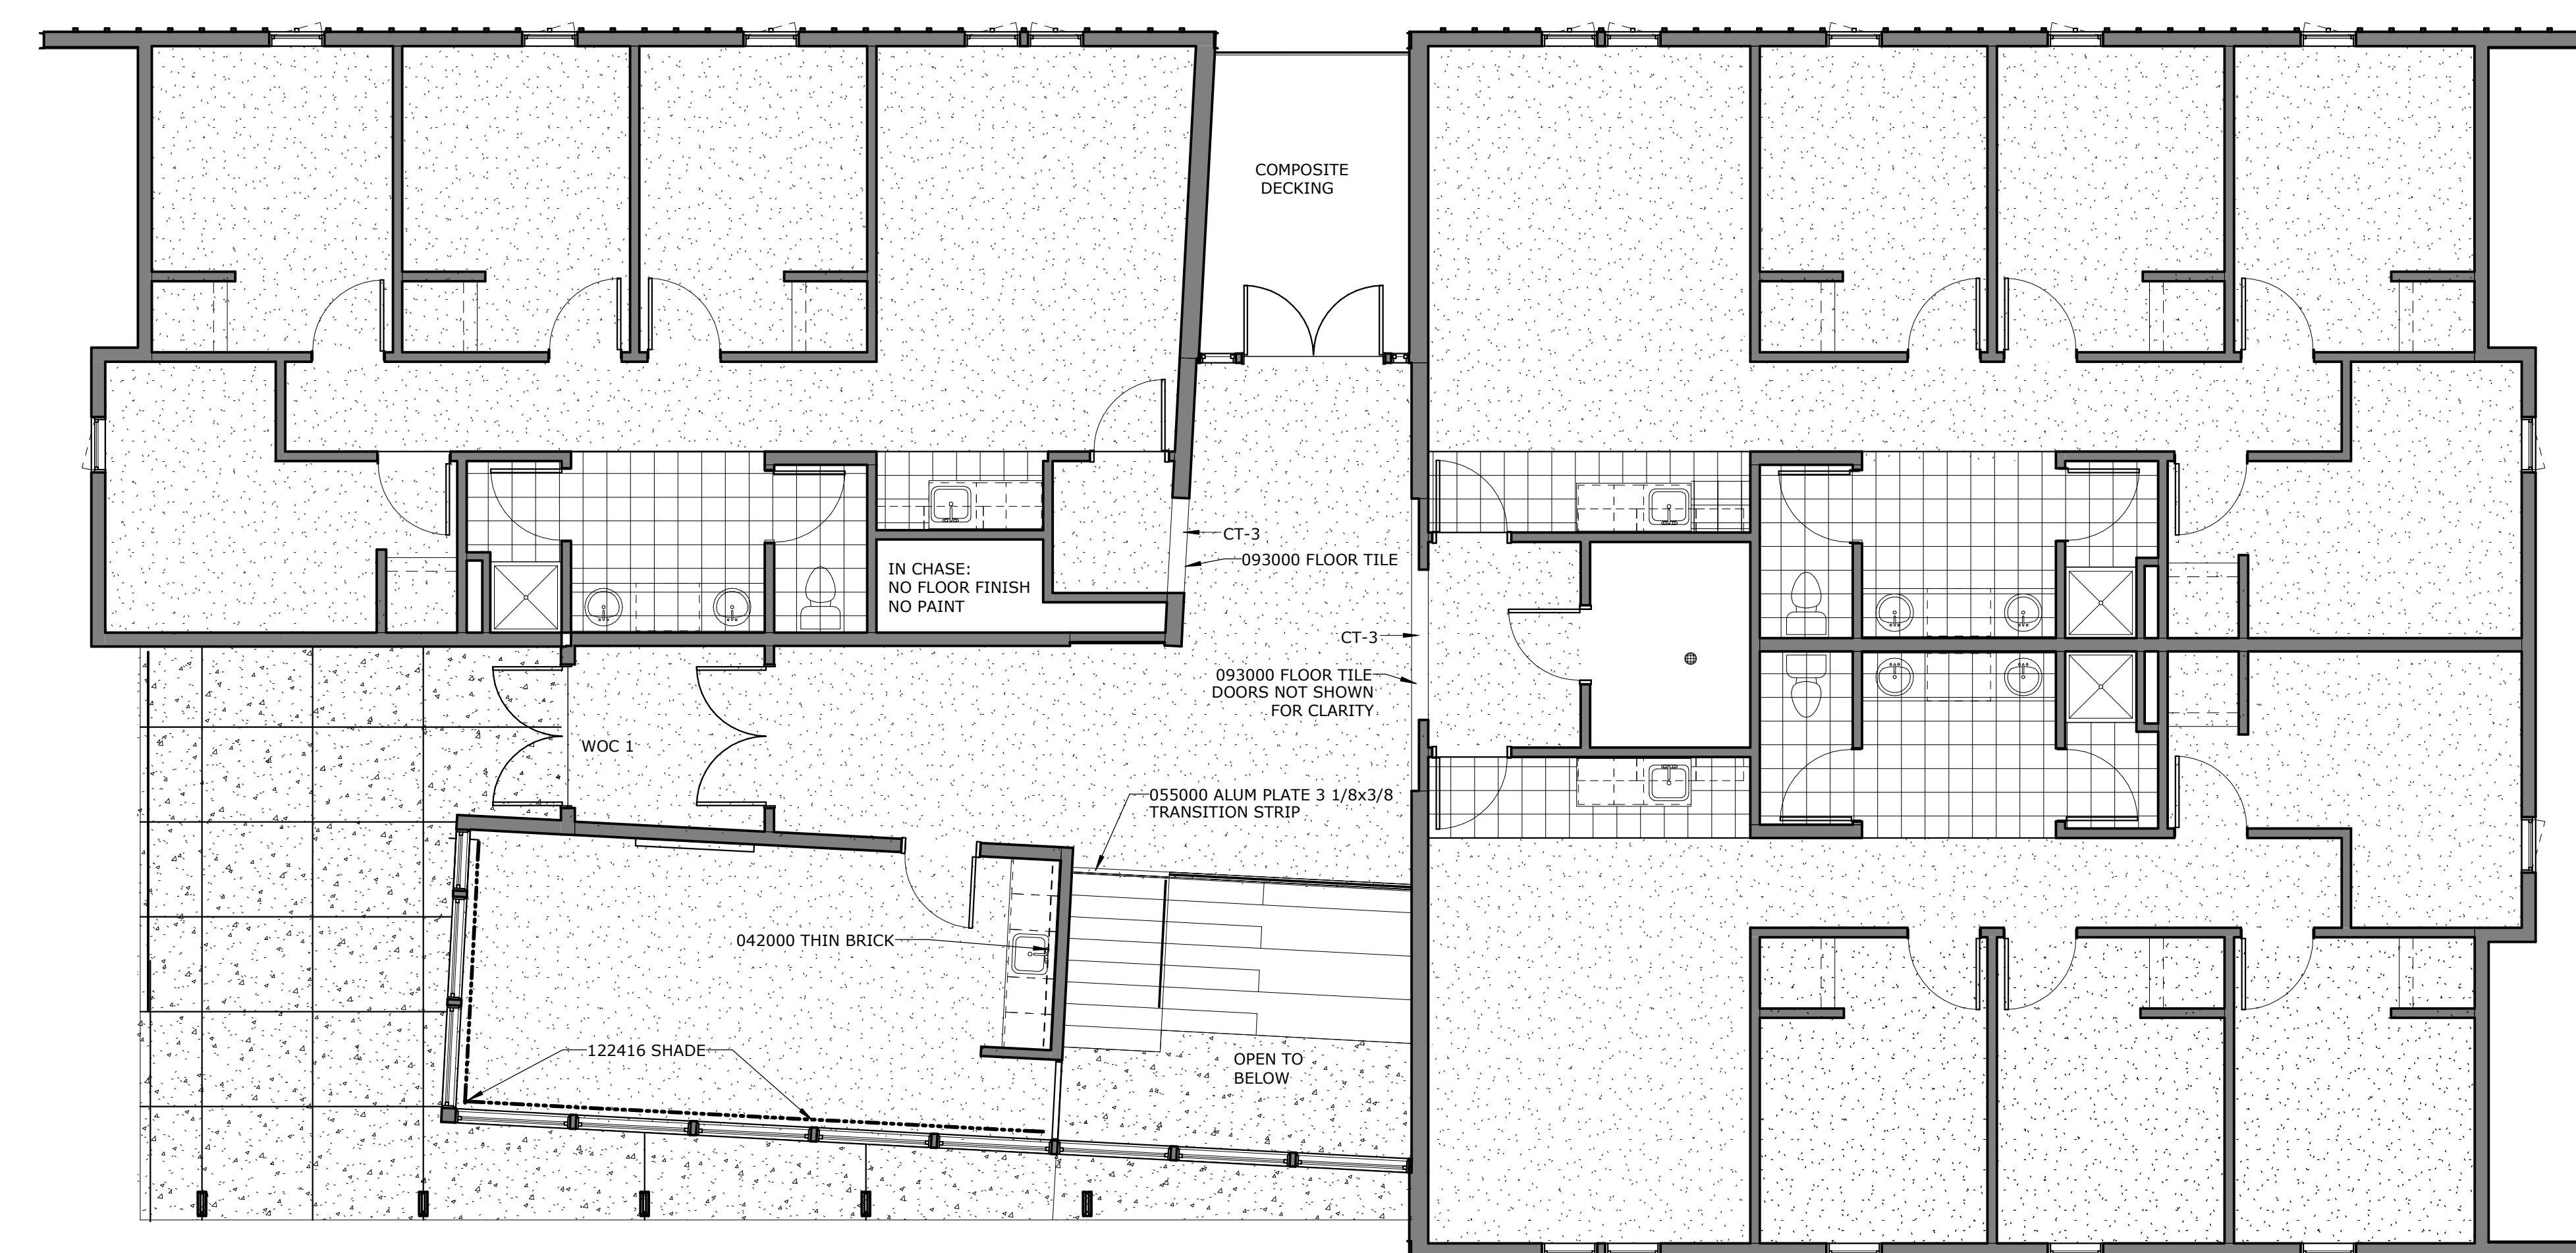 COMPOSITE
DECKING
CT-3
093000 FLOOR TILE
IN CHASE:
NO FLOOR FINISH
NO PAINT
CT-3
093000 FLOOR TILE
DOORS NOT SHOWN
FOR CLARITY
WOC 1
055000 ALUM PLATE 3 1/8x3/8
TRANSITION STRIP
042000 THIN BRICK
122416 SHADE
OPEN TO
BELOW